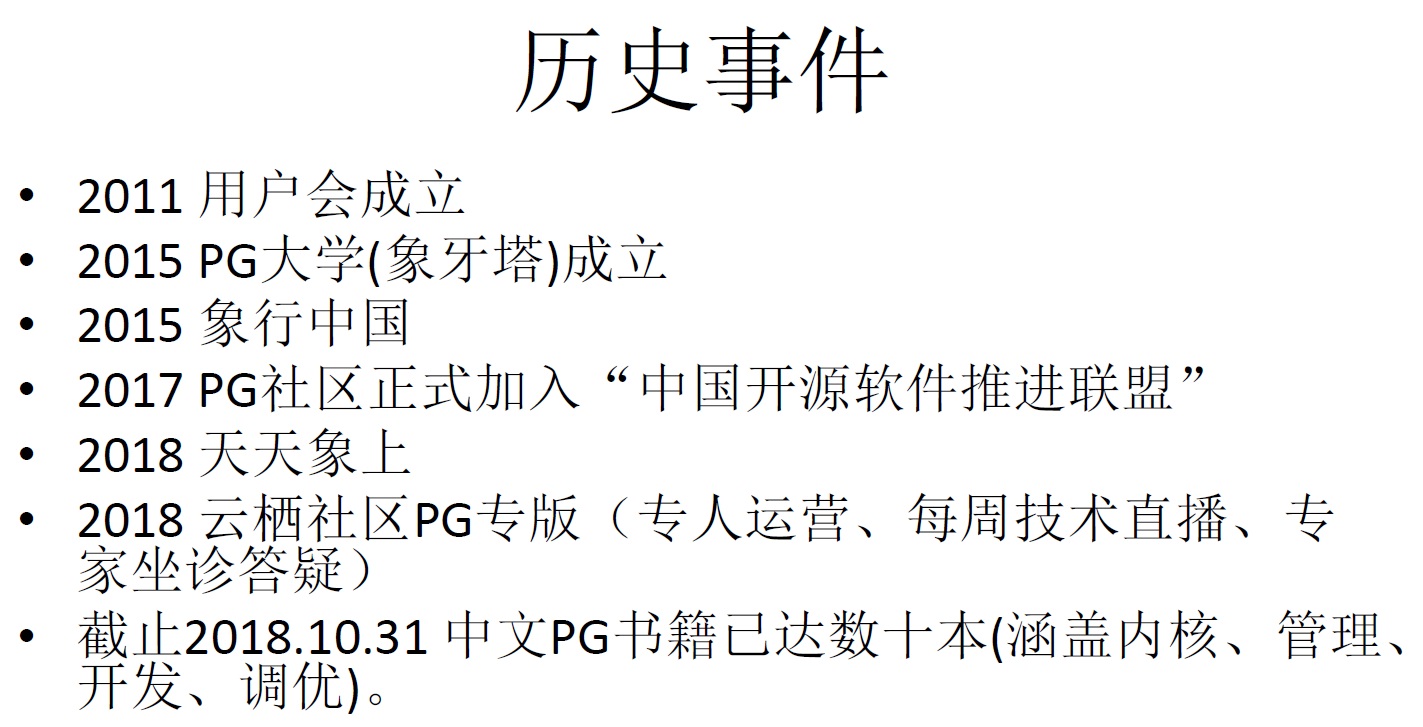 历史事件
• 2011 用户会成立
• 2015 PG大学(象牙塔)成立
• 2015 象行中国
• 2017 PG社区正式加入“中国开源软件推进联盟”
• 2018 天天象上
• 2018 云栖社区PG专版（专人运营、每周技术直播、专
家坐诊答疑）
• 截止2018.10.31 中文PG书籍已达数十本(涵盖内核、管理、
开发、调优)。